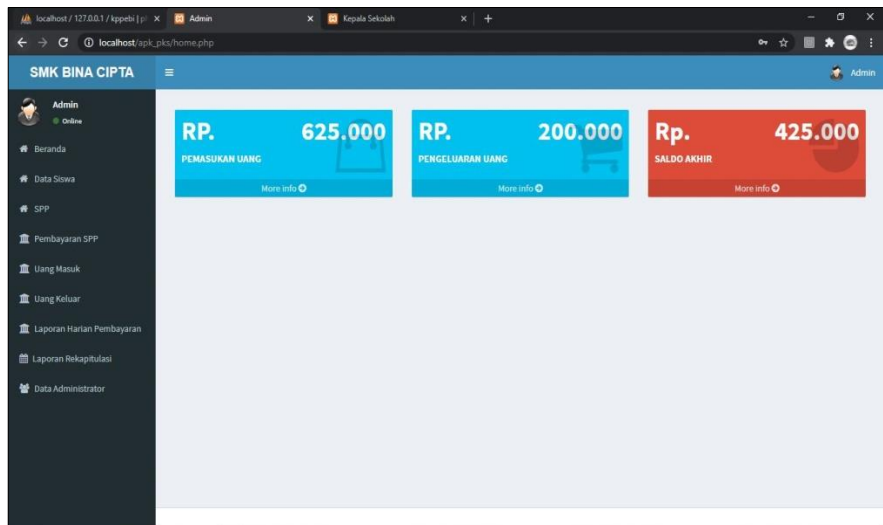 localhost / 127.0.0.1 / kppebi | p
Admin
Kepala Sekolah
localhost/apk_pks/home.php
SMK BINA CIPTA
Admin
Admin
Online
Beranda
Data Siswa
SPP
Pembayaran SPP
Uang Masuk
Uang Keluar
Laporan Harian Pembayaran
Laporan Rekapitulasi
Data Administrator
RP. 625.000
PEMASUKAN UANG
More info
RP. 200.000
PENGELUARAN UANG
More info
Rp. 425.000
SALDO AKHIR
More info